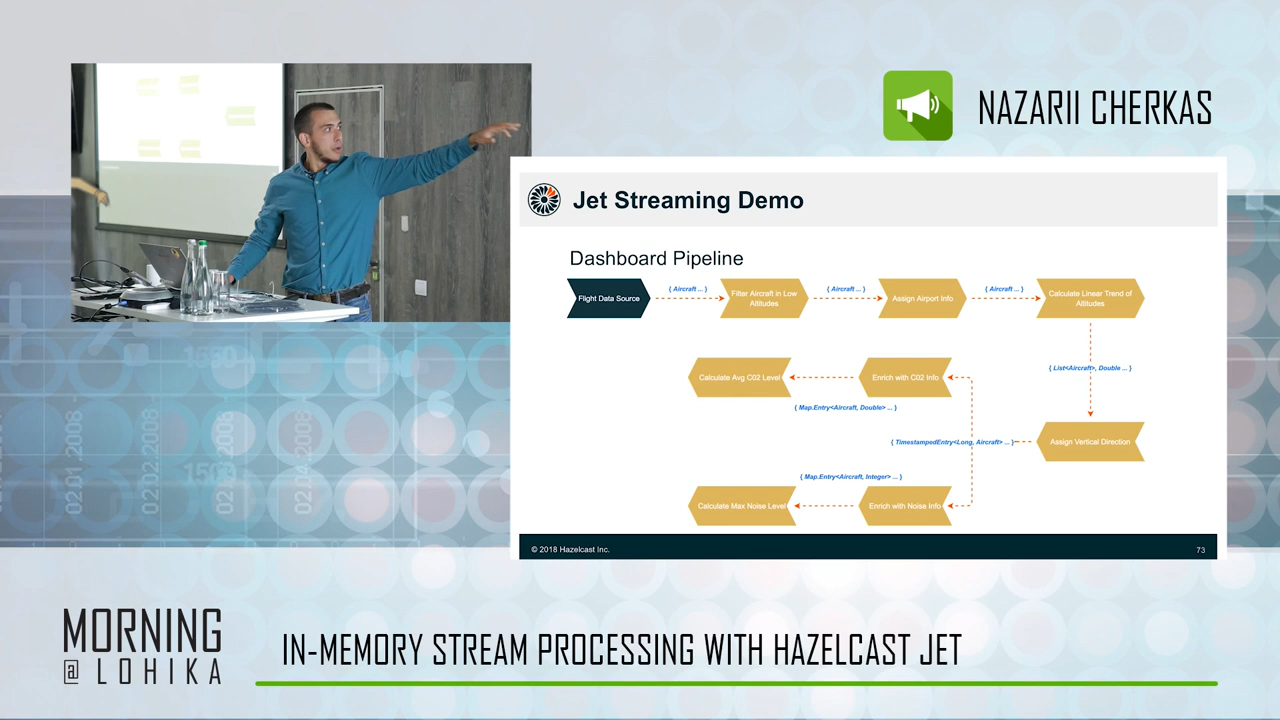 NAZARII CHERKAS
Jet Streaming Demo
Dashboard Pipeline
Flight Data Source
{ Aircraft ... }
Filter Aircraft in Low
Altitudes
{ Aircraft ... }
Assign Airport Info
{ Aircraft ... }
Calculate Linear Trend of
Altitudes
{ List<Aircraft>, Double ... }
Calculate Avg C02 Level
Enrich with C02 Info
{ Map.Entry<Aircraft, Double> ... }
{ TimestampedEntry<Long, Aircraft> ... }
Assign Vertical Direction
{ Map.Entry<Aircraft, Integer> ... }
Calculate Max Noise Level
Enrich with Noise Info
© 2018 Hazelcast Inc.
73
02.01.2008
MORNING
@ LOHIKA
IN-MEMORY STREAM PROCESSING WITH HAZELCAST JET